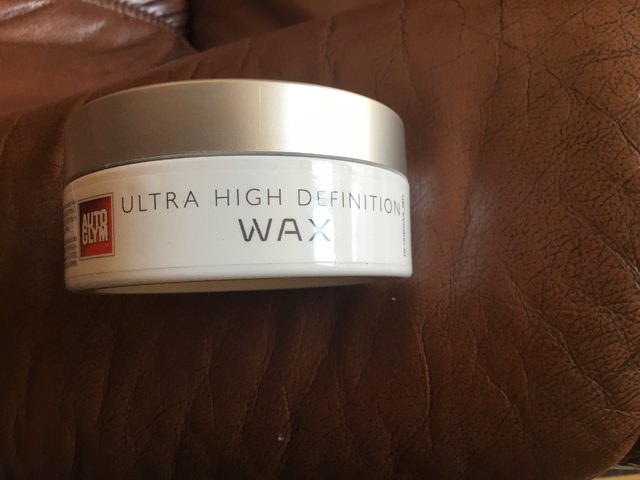 AUTO
GLYM
ULTRA HIGH DEFINITION
WAX